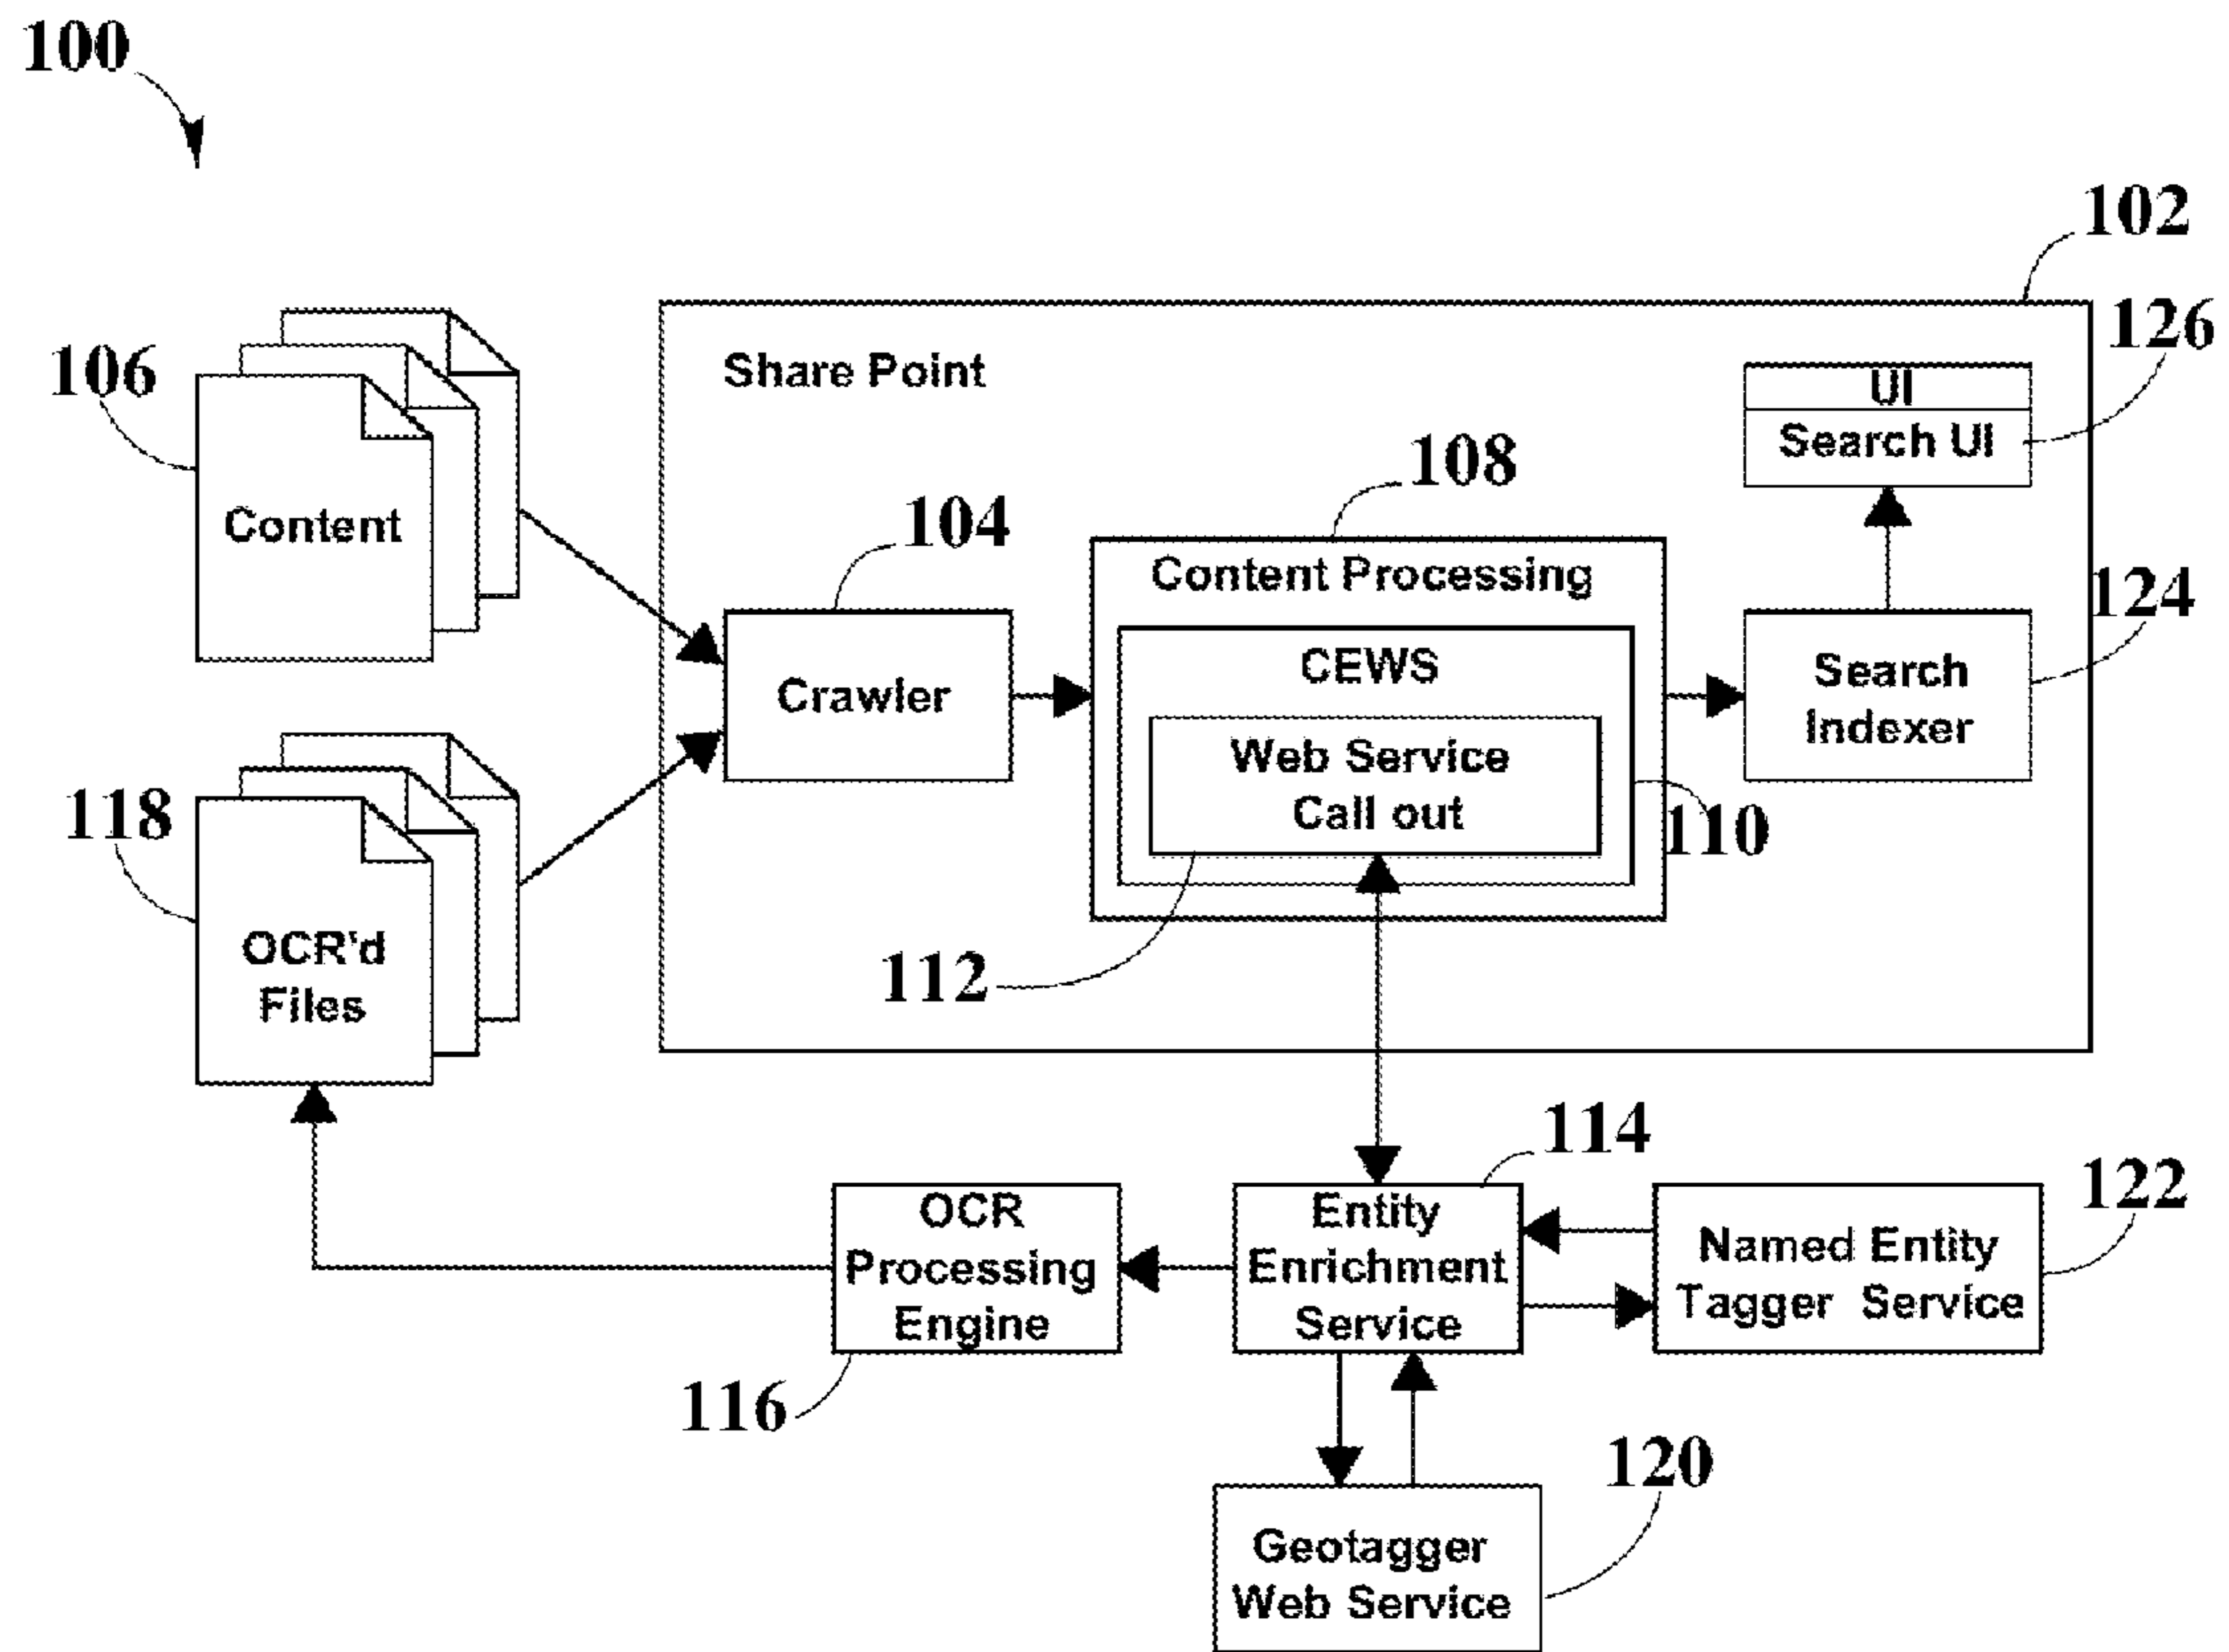 100
102
126
106
Share Point
UI
Search UI
108
Content
104
Content Processing
124
CEWS
Search
Indexer
Crawler
Web Service
Call out
118
110
OCR'd
Files
112
114
122
OCR
Processing
Engine
Entity
Enrichment
Service
Named Entity
Tagger Service
116
120
Geotagger
Web Service